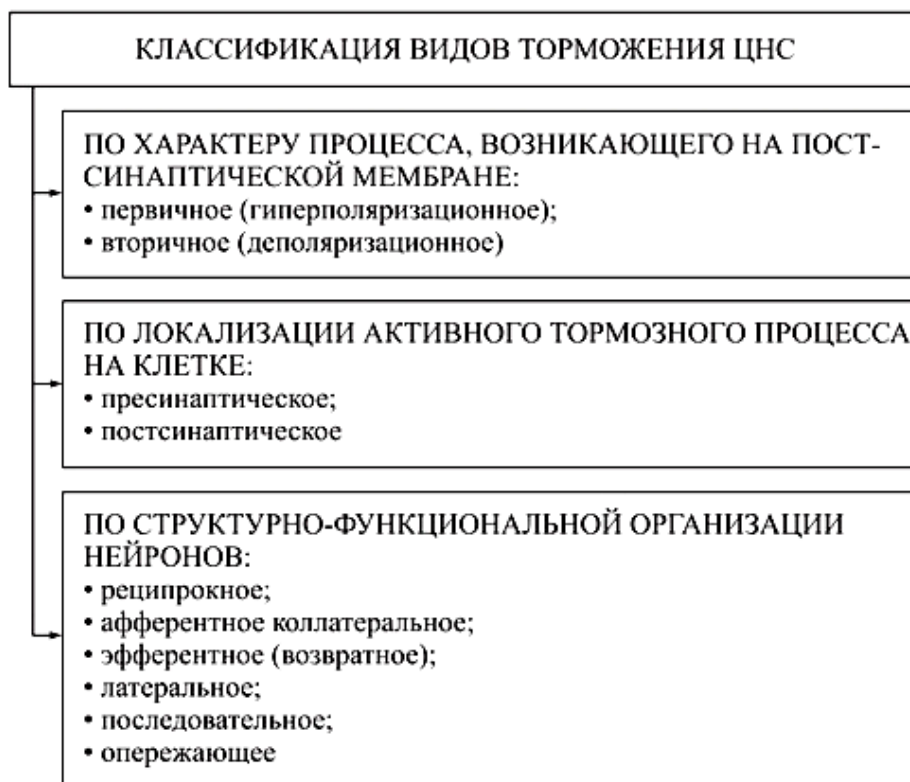 КЛАССИФИКАЦИЯ ВИДОВ ТОРМОЖЕНИЯ ЦНС
ПО ХАРАКТЕРУ ПРОЦЕССА, ВОЗНИКАЮЩЕГО НА ПОСТ-
СИНАПТИЧЕСКОЙ МЕМБРАНЕ:
• первичное (гиперполяризационное);
• вторичное (деполяризационное)
ПО ЛОКАЛИЗАЦИИ АКТИВНОГО ТОРМОЗНОГО ПРОЦЕССА
НА КЛЕТКЕ:
• пресинаптическое;
• постсинаптическое
ПО СТРУКТУРНО-ФУНКЦИОНАЛЬНОЙ ОРГАНИЗАЦИИ
НЕЙРОНОВ:
• реципрокное;
• афферентное коллатеральное;
• эфферентное (возвратное);
• латеральное;
• последовательное;
• опережающее